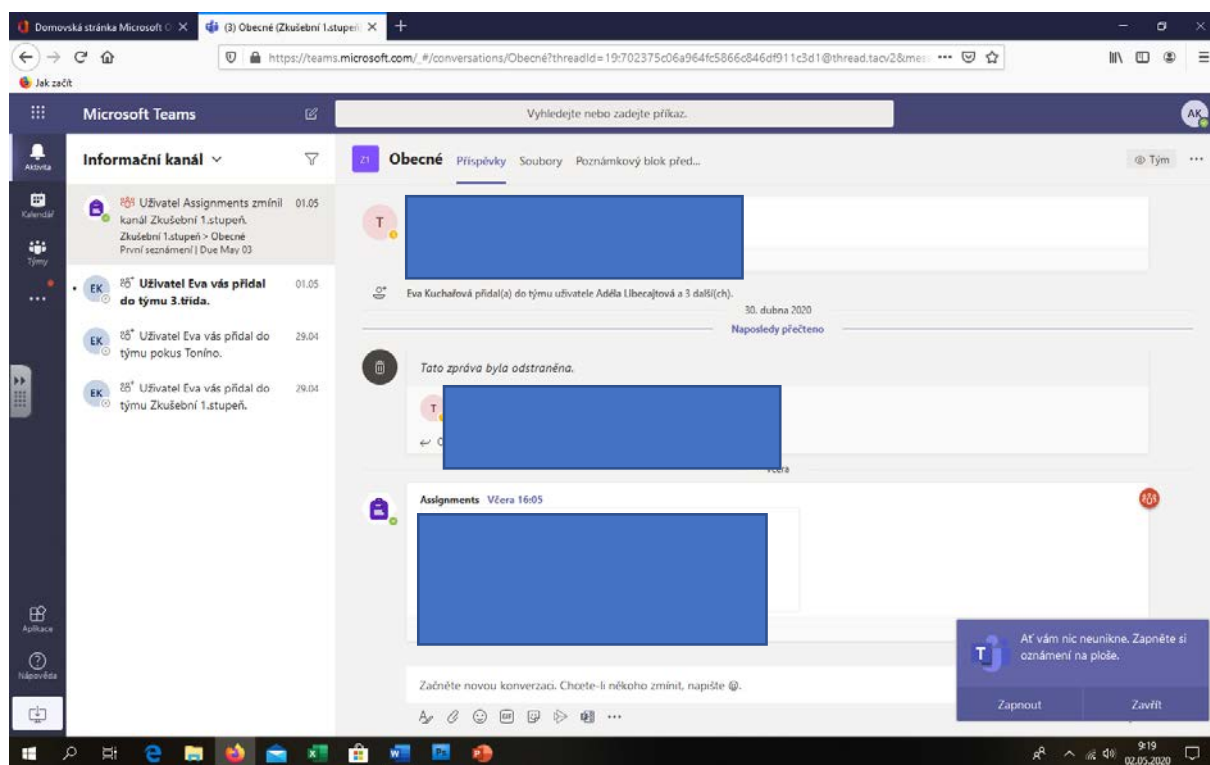 Domovská stránka Microsoft O
(3) Obecné (Zkušební 1.stupeň)
https://teams.microsoft.com/_#/conversations/Obecné?threadId=19:702375c06a964fc5866c846df911c3d1@thread.tacv2&mes
Jak začít
Microsoft Teams
Vyhledejte nebo zadejte příkaz.
AK
Aktivita
Kalendář
Týmy
Aplikace
Nápověda
Informační kanál
Uživatel Assignments zmínil 01.05
kanál Zkušební 1.stupeň.
Zkušební 1.stupeň > Obecné
První seznámení | Due May 03
EK Uživatel Eva vás přidal 01.05
do týmu 3.třída.
EK Uživatel Eva vás přidal do 29.04
týmu pokus Toníno.
EK Uživatel Eva vás přidal do 29.04
týmu Zkušební 1.stupeň.
Z1 Obecné Příspěvky Soubory Poznámkový blok před... Tým
T
Eva Kuchařová přidal(a) do týmu uživatele Adéla Líbecajtová a 3 další(ch).
30. dubna 2020
Naposledy přečteno
Tato zpráva byla odstraněna.
T
Včera
Assignments Včera 16:05
Začněte novou konverzaci. Chcete-li někoho zmínit, napište @.
GIF
Ať vám nic neunikne. Zapněte si
oznámení na ploše.
Zapnout Zavřít
9:19
02.05.2020